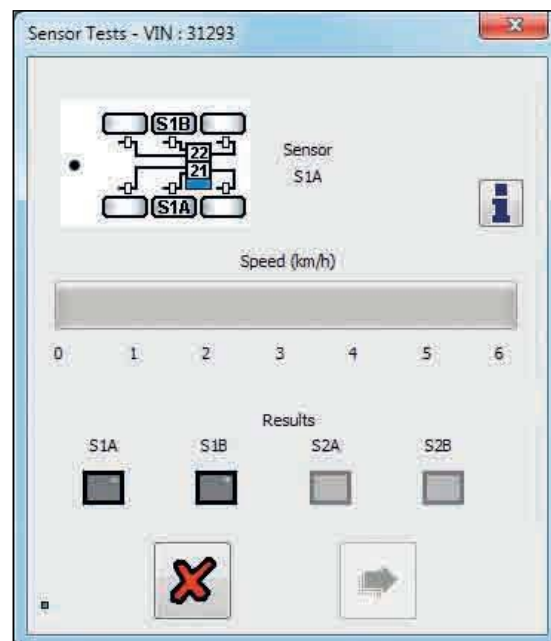 Sensor Tests - VIN : 31293
S1B
22
21
S1A
Sensor
S1A
i
Speed (km/h)
0 1 2 3 4 5 6
Results
S1A S1B S2A S2B